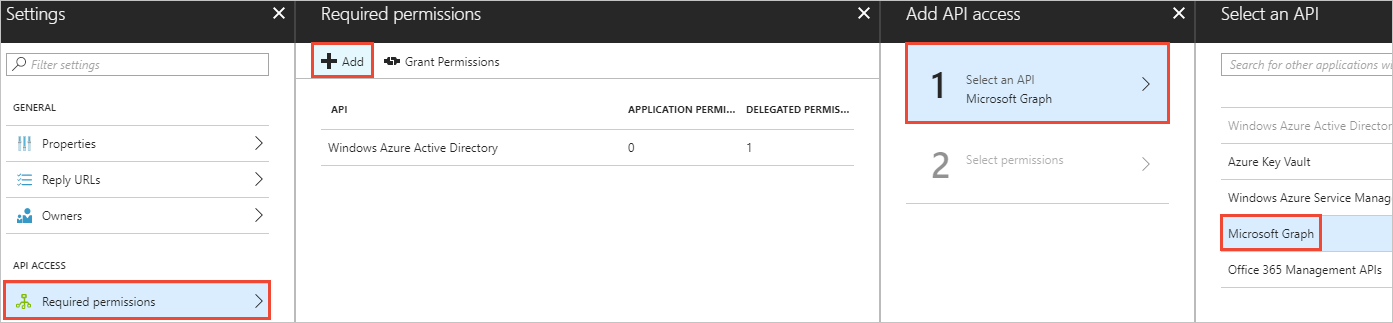 Settings
Filter settings
GENERAL
Properties
Reply URLs
Owners
API ACCESS
Required permissions
Required permissions
Add Grant Permissions
API APPLICATION PERMI... DELEGATED PERMIS...
Windows Azure Active Directory 0 1
Add API access
1 Select an API
Microsoft Graph
2 Select permissions
Select an API
Search for other applications w
Windows Azure Active Director
Azure Key Vault
Windows Azure Service Manag
Microsoft Graph
Office 365 Management APIs